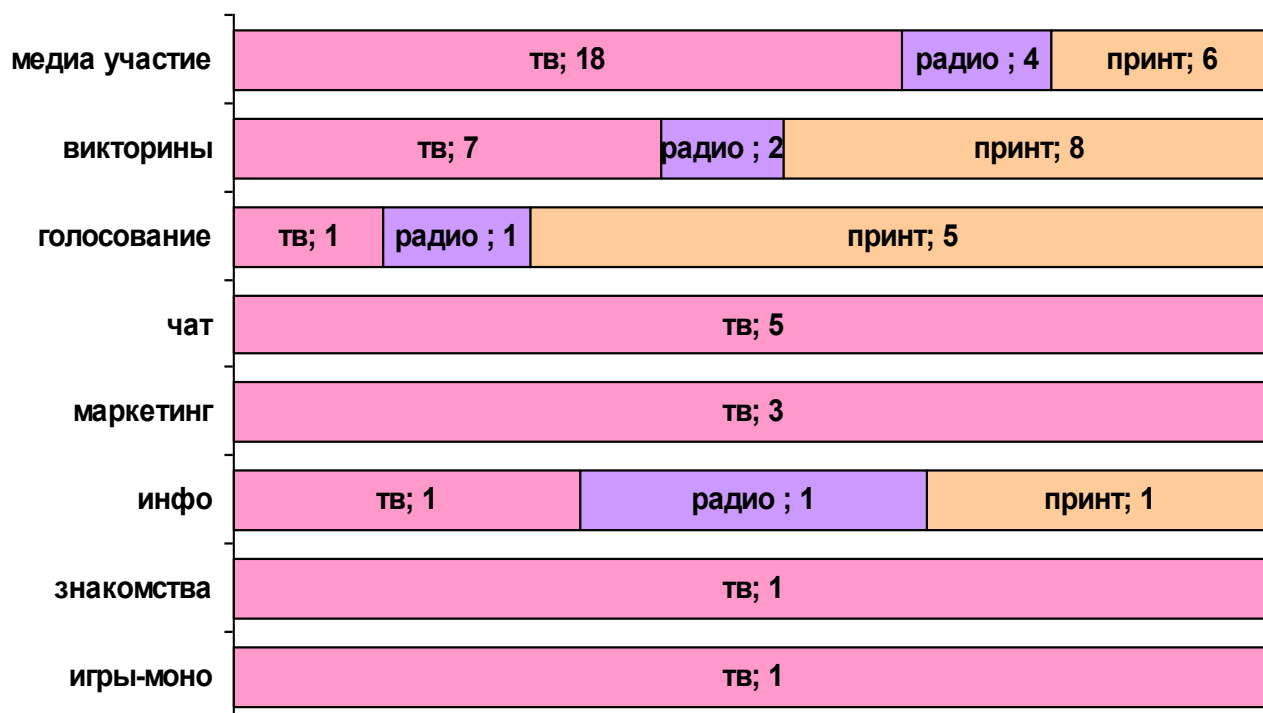 медиа участие тв; 18 радио ; 4 принт; 6
викторины тв; 7 радио ; 2 принт; 8
голосование тв; 1 радио ; 1 принт; 5
чат тв; 5
маркетинг тв; 3
инфо тв; 1 радио ; 1 принт; 1
знакомства тв; 1
игры-моно тв; 1